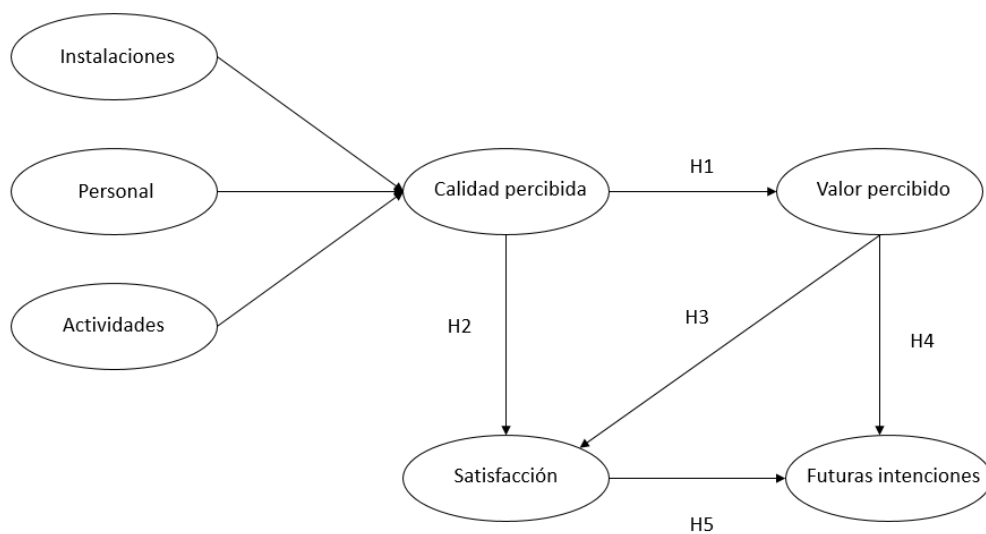 Instalaciones
Personal
Actividades
Calidad percibida
H1
Valor percibido
H2
H3
H4
Satisfacción
H5
Futuras intenciones